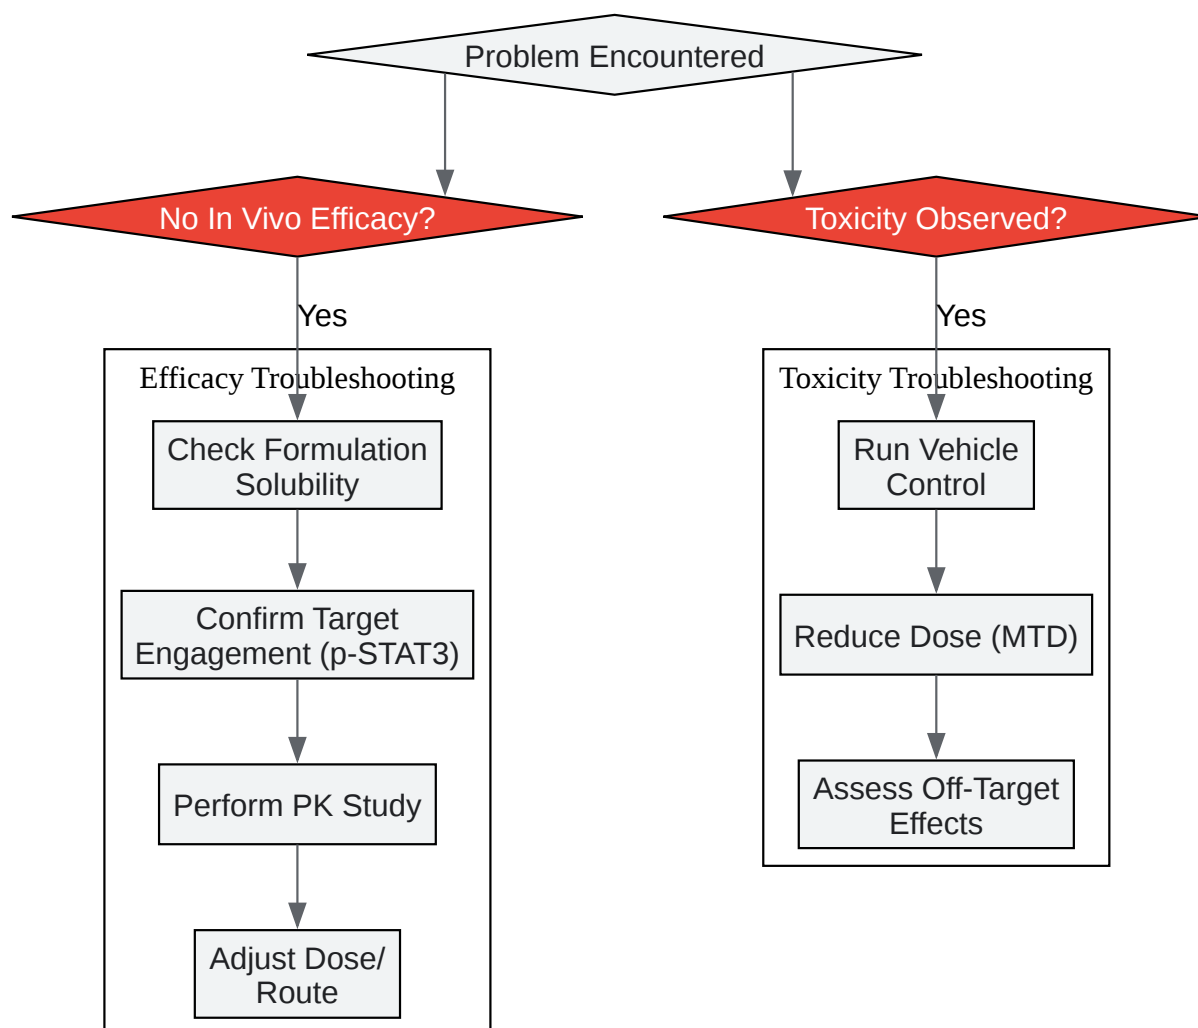 Problem Encountered
No In Vivo Efficacy?
Toxicity Observed?
Yes
Yes
Efficacy Troubleshooting
Toxicity Troubleshooting
Check Formulation
Solubility
Run Vehicle
Control
Confirm Target
Engagement (p-STAT3)
Reduce Dose (MTD)
Perform PK Study
Assess Off-Target
Effects
Adjust Dose/
Route